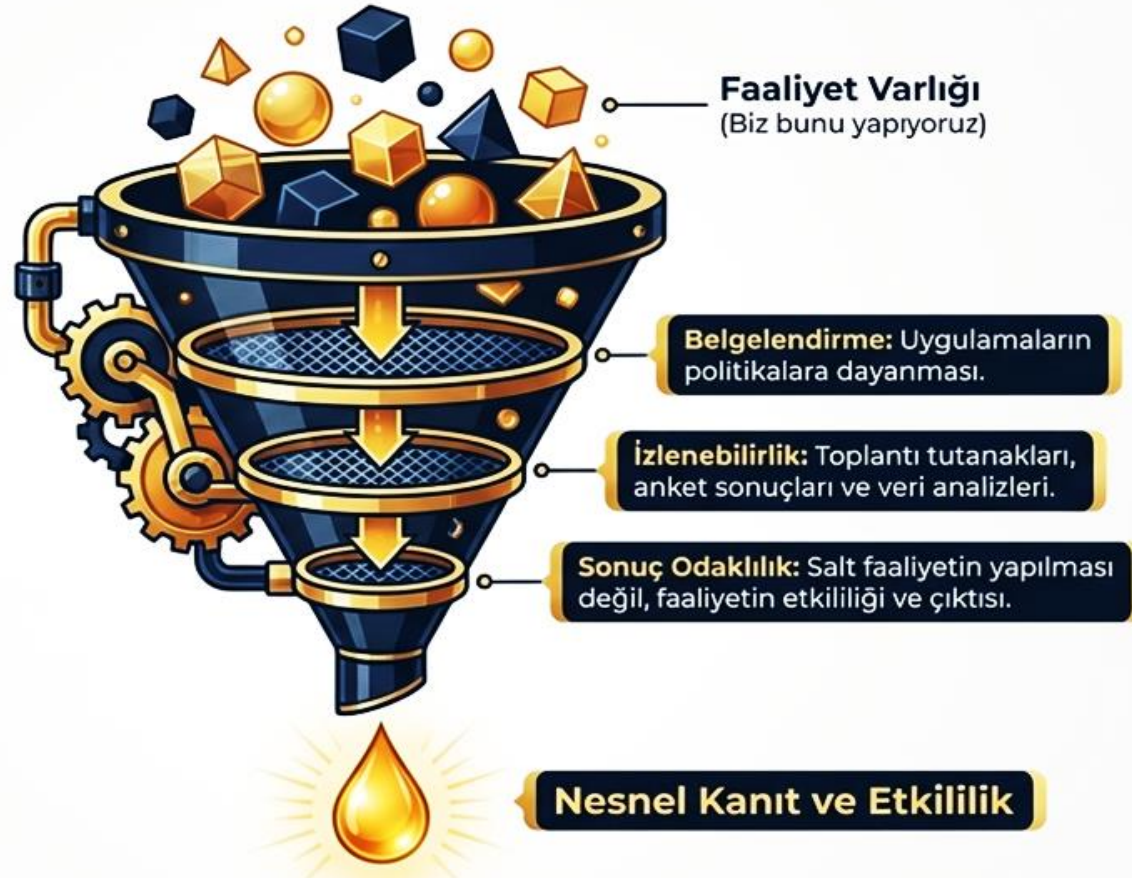 Faaliyet Varlığı
(Biz bunu yapıyoruz)
Belgelendirme: Uygulamaların
politikalara dayanması.
İzlenebilirlik: Toplantı tutanakları,
anket sonuçları ve veri analizleri.
Sonuç Odaklılık: Salt faaliyetin yapılması
değil, faaliyetin etkililiği ve çıktısı.
Nesnel Kanıt ve Etkililik